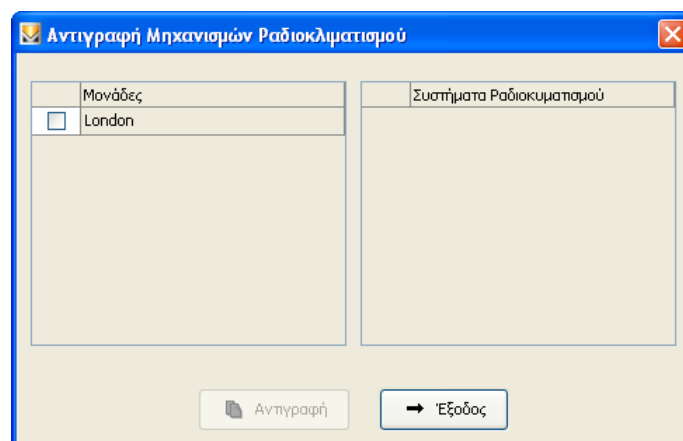 Αντιγραφή Μηχανισμών Ραδιοκλιματισμού
Μονάδες
Συστήματα Ραδιοκυματισμού
London
Αντιγραφή
Έξοδος